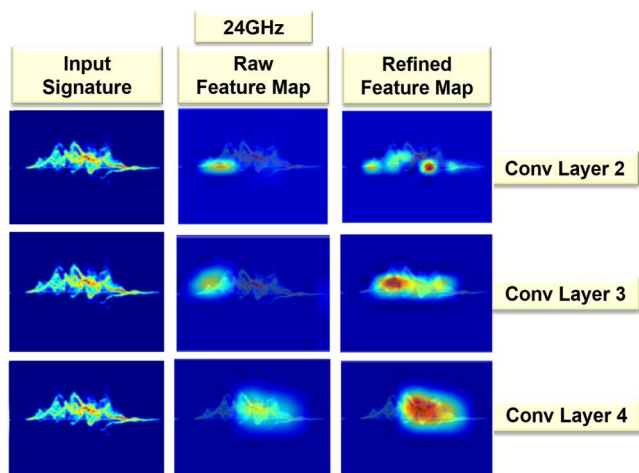 24GHz
Input
Signature
Raw
Feature Map
Refined
Feature Map
Conv Layer 2
Conv Layer 3
Conv Layer 4